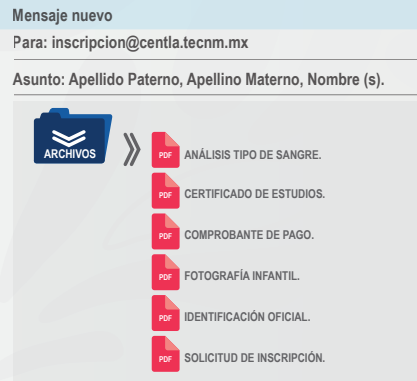 Mensaje nuevo
Para: inscripcion@centla.tecnm.mx
Asunto: Apellido Paterno, Apellino Materno, Nombre (s).
ARCHIVOS
PDF ANÁLISIS TIPO DE SANGRE.
PDF CERTIFICADO DE ESTUDIOS.
PDF COMPROBANTE DE PAGO.
PDF FOTOGRAFÍA INFANTIL.
PDF IDENTIFICACIÓN OFICIAL.
PDF SOLICITUD DE INSCRIPCIÓN.